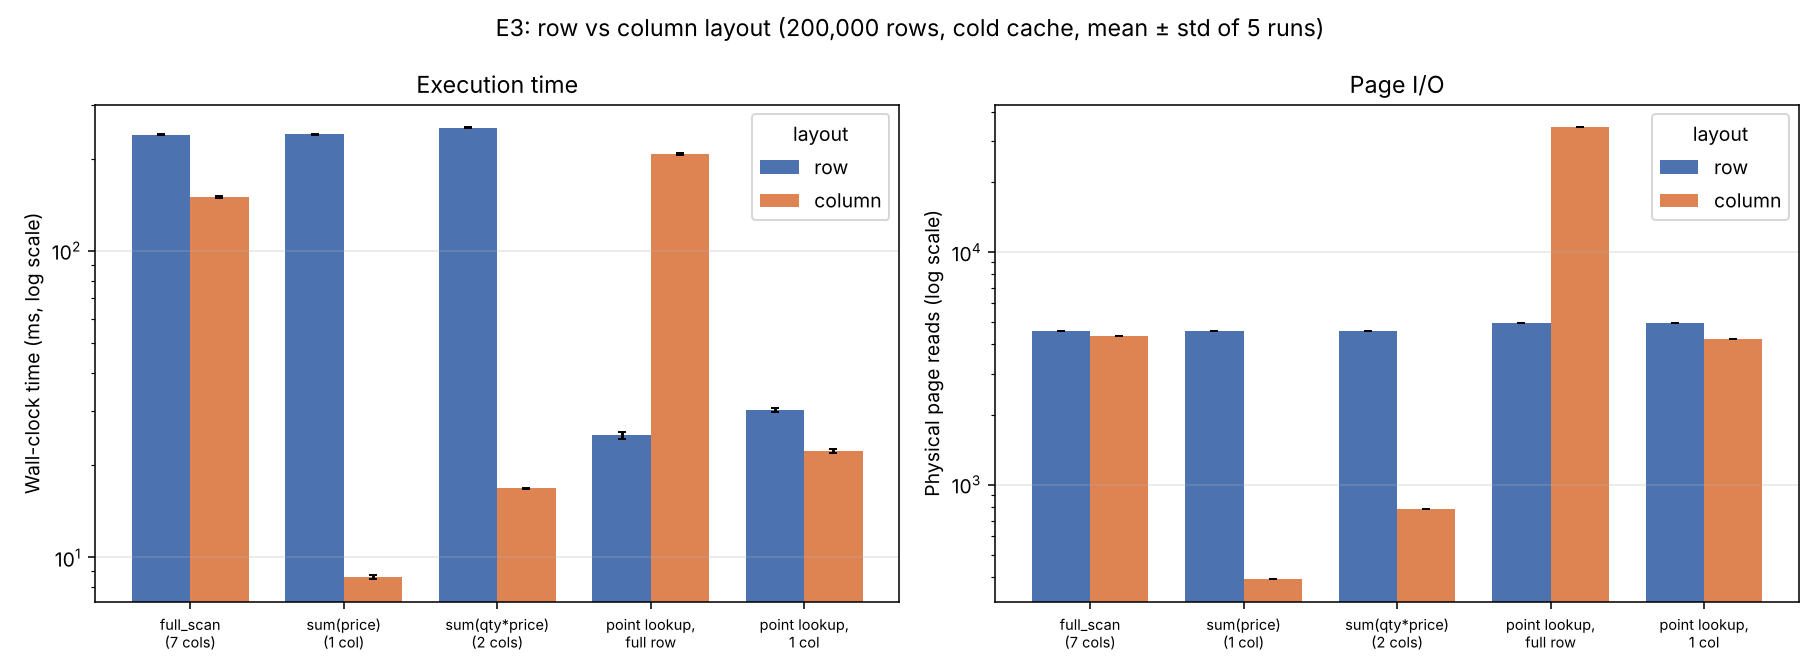 E3: row vs column layout (200,000 rows, cold cache, mean ± std of 5 runs)
Execution time
Wall-clock time (ms, log scale)
10²
10¹
layout
row
column
full_scan
(7 cols)
sum(price)
(1 col)
sum(qty*price)
(2 cols)
point lookup,
full row
point lookup,
1 col
Page I/O
Physical page reads (log scale)
10⁴
10³
layout
row
column
full_scan
(7 cols)
sum(price)
(1 col)
sum(qty*price)
(2 cols)
point lookup,
full row
point lookup,
1 col